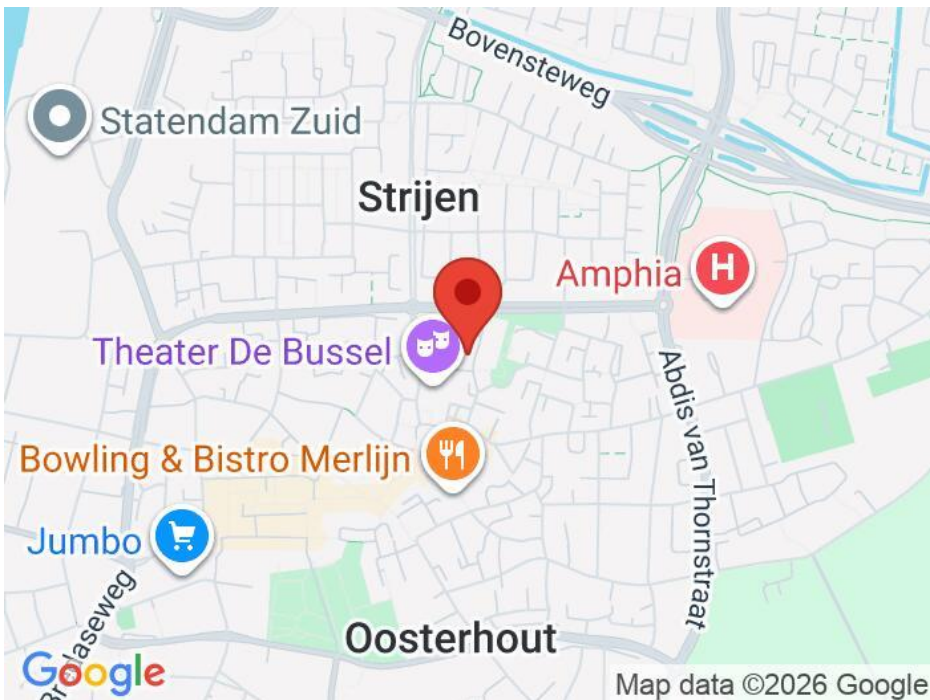 Bovensteweg
Statendam Zuid
Strijen
Amphia
H
Theater De Bussel
Abdis van Thornstraat
Bowling & Bistro Merlijn
Jumbo
Oosterhout
Google
Map data ©2026 Google